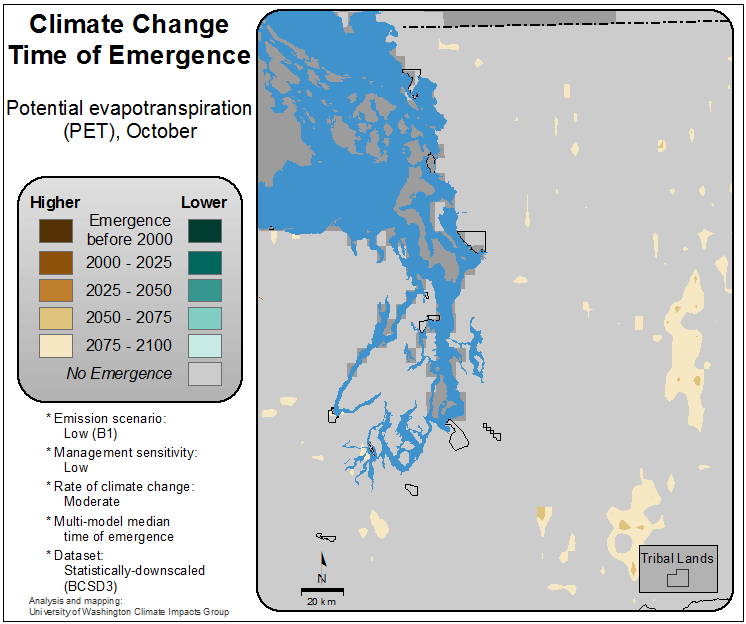 Climate Change
Time of Emergence
Potential evapotranspiration
(PET), October
Higher Lower
Emergence
before 2000
2000 - 2025
2025 - 2050
2050 - 2075
2075 - 2100
No Emergence
* Emission scenario:
Low (B1)
* Management sensitivity:
Low
* Rate of climate change:
Moderate
* Multi-model median
time of emergence
* Dataset:
Statistically-downscaled
(BCSD3)
Analysis and mapping:
University of Washington Climate Impacts Group
N
20 km
Tribal Lands